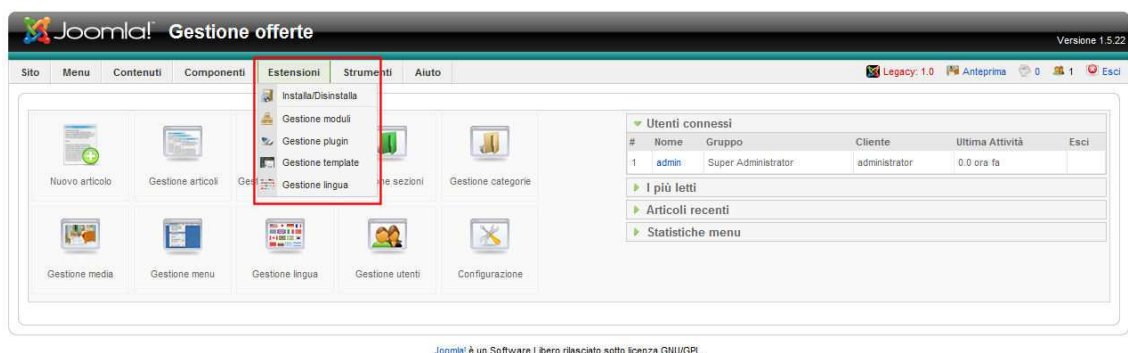 Joomla! Gestione offerte
Versione 1.5.22
Sito Menu Contenuti Componenti Estensioni Strumenti Aiuto
Legacy: 1.0 Anteprima 0 1 Esci
Installa/Disinstalla
Gestione moduli
Gestione plugin
Gestione template
Gestione lingua
Nuovo articolo Gestione articoli sezioni Gestione categorie
Gestione media Gestione menu Gestione lingua Gestione utenti Configurazione
Utenti connessi
# Nome Gruppo Cliente Ultima Attività Esci
1 admin Super Administrator administrator 0.0 ora fa
I più letti
Articoli recenti
Statistiche menu
Joomla! è un Software Libero rilasciato sotto licenza GNU/GPL.